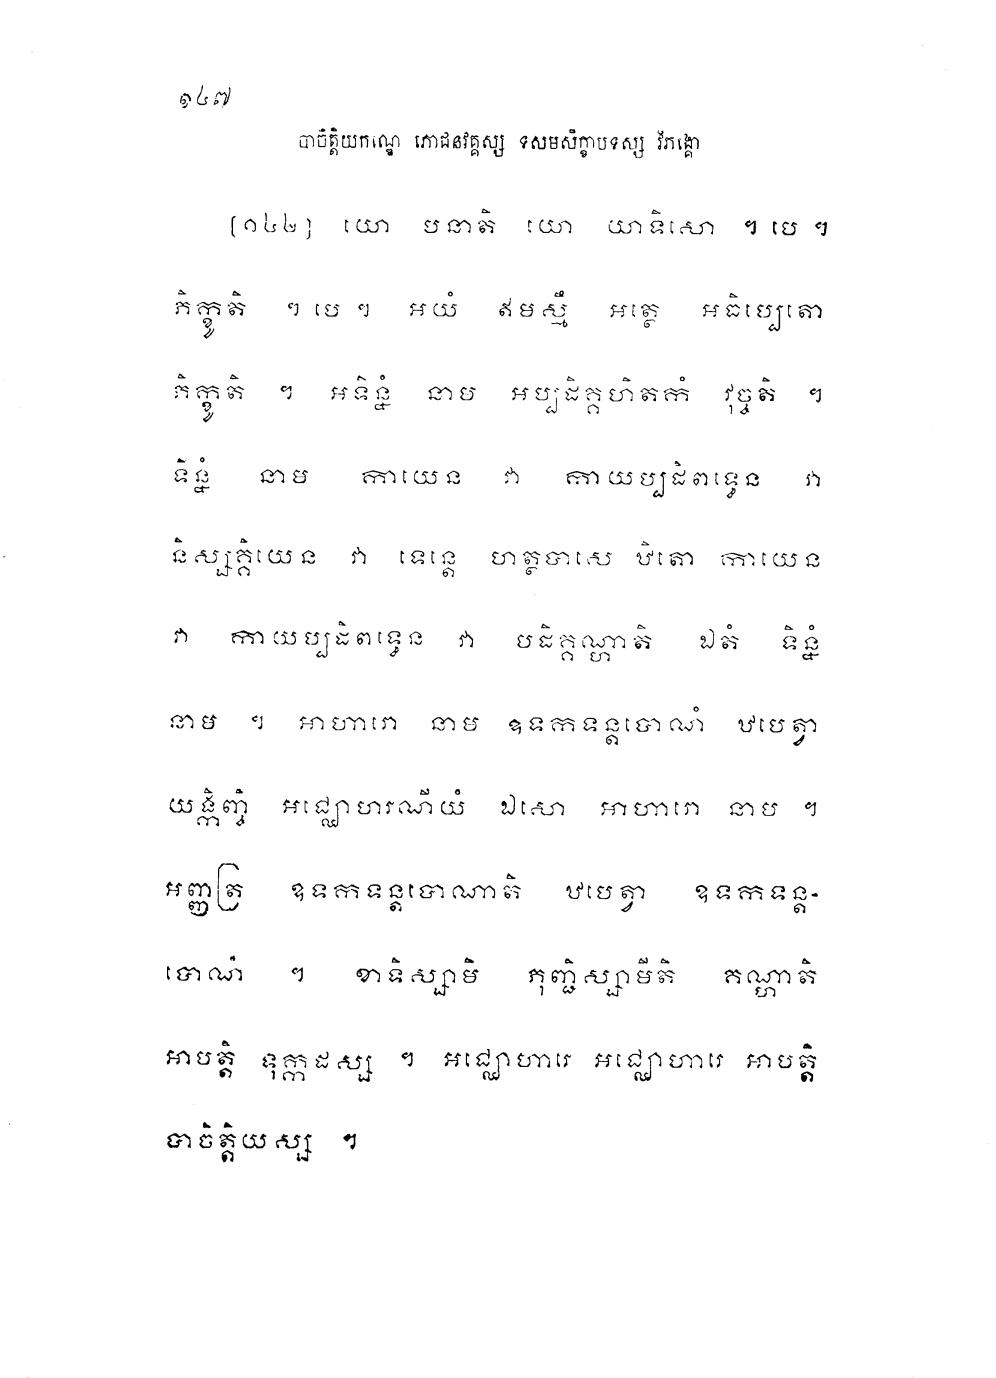 ១៤៧
បាចិត្តិយកណ្ឌេ ភោជនវគ្គស្ស ទសមសិក្ខាបទស្ស វិភង្គោ
[១៤៤] យោ បនាតិ យោ យាទិសោ ។ បេ ។
ភិក្ខូតិ ។ បេ ។ អយំ ឥមស្មឹ អត្ថេ អធិប្បេតោ
ភិក្ខូតិ ។ អទិន្នំ នាម អប្បដិគ្គហិតកំ វុច្ចតិ ។
ទិន្នំ នាម កាយេន វា កាយប្បដិពទ្ធេន វា
និស្សគ្គិយេន វា ទេន្តេ ហត្ថបាសេ ឋិតោ កាយេន
វា កាយប្បដិពទ្ធេន វា បដិគ្គណ្ហាតិ ឯតំ ទិន្នំ
នាម ។ អាហារោ នាម ឧទកទន្តបោណំ ឋបេត្វា
យង្កិញ្ចិ អជ្ឈោហរណីយំ ឯសោ អាហារោ នាម ។
អញ្ញត្រ ឧទកទន្តបោណាតិ ឋបេត្វា ឧទកទន្ត-
បោណំ ។ ខាទិស្សាមិ ភុញ្ជិស្សាមីតិ គណ្ហាតិ
អាបត្តិ ទុក្កដស្ស ។ អជ្ឈោហារេ អជ្ឈោហារេ អាបត្តិ
បាចិត្តិយស្ស ។